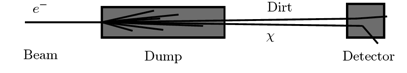 e⁻ Dirt
χ
Beam Dump Detector